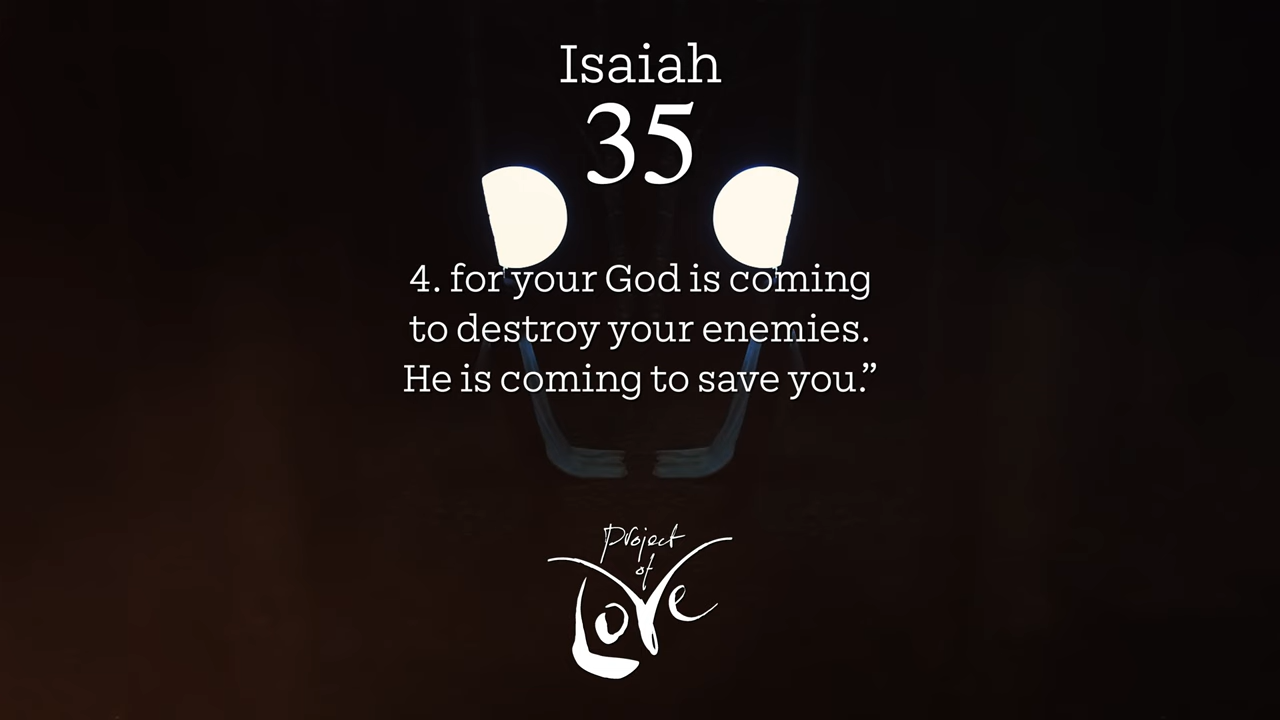 Isaiah
35
4. for your God is coming
to destroy your enemies.
He is coming to save you.”
Project
of
Love